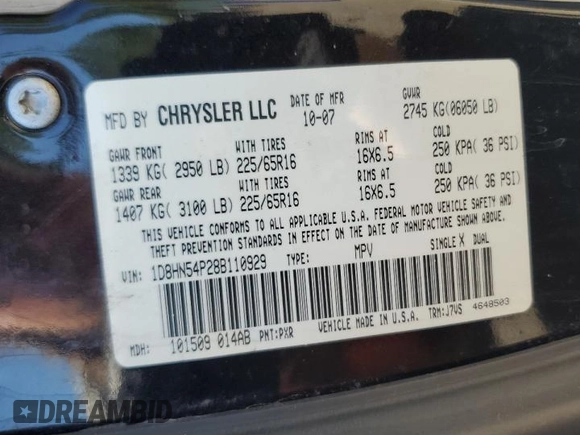 MFD BY CHRYSLER LLC DATE OF MFR 10-07 GVWR 2745 KG(06050 LB)
GAWR FRONT WITH TIRES RIMS AT COLD
1339 KG( 2950 LB) 225/65R16 16X6.5 250 KPA( 36 PSI)
GAWR REAR WITH TIRES RIMS AT COLD
1407 KG( 3100 LB) 225/65R16 16X6.5 250 KPA( 36 PSI)
THIS VEHICLE CONFORMS TO ALL APPLICABLE U.S.A. FEDERAL MOTOR VEHICLE SAFETY AND
THEFT PREVENTION STANDARDS IN EFFECT ON THE DATE OF MANUFACTURE SHOWN ABOVE.
VIN: 1D8HN54P28B110929 TYPE: MPV SINGLE X DUAL
MDH: 101509 014AB PNT:PXR VEHICLE MADE IN U.S.A. TRM:J7VS 4648503
DREAMBID